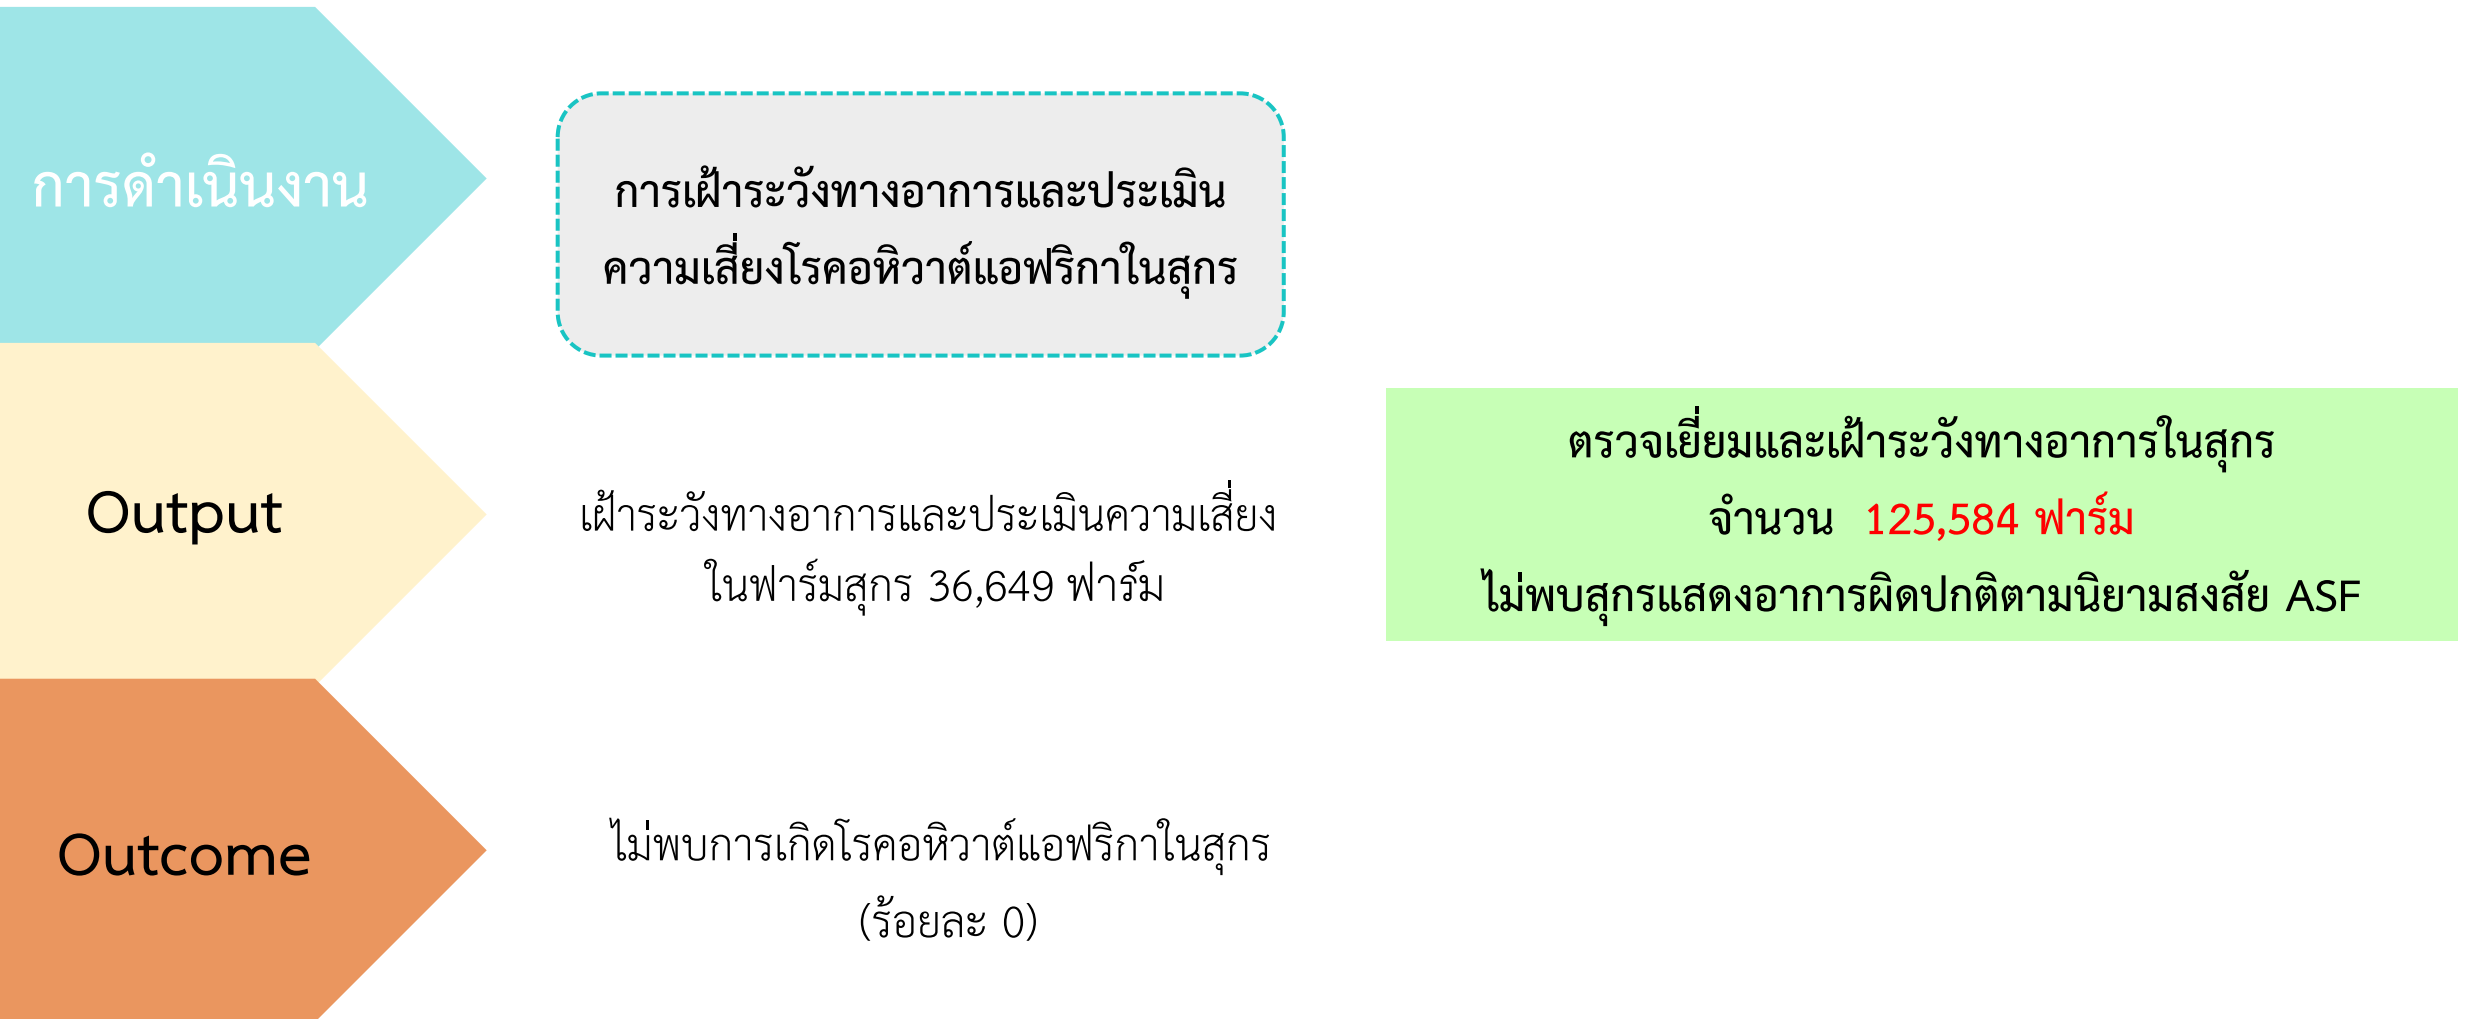 การดำเนินงาน
การเฝ้าระวังทางอาการและประเมิน
ความเสี่ยงโรคอหิวาต์แอฟริกาในสุกร
Output
เฝ้าระวังทางอาการและประเมินความเสี่ยง
ในฟาร์มสุกร 36,649 ฟาร์ม
ตรวจเยี่ยมและเฝ้าระวังทางอาการในสุกร
จำนวน 125,584 ฟาร์ม
ไม่พบสุกรแสดงอาการผิดปกติตามนิยามสงสัย ASF
Outcome
ไม่พบการเกิดโรคอหิวาต์แอฟริกาในสุกร
(ร้อยละ 0)